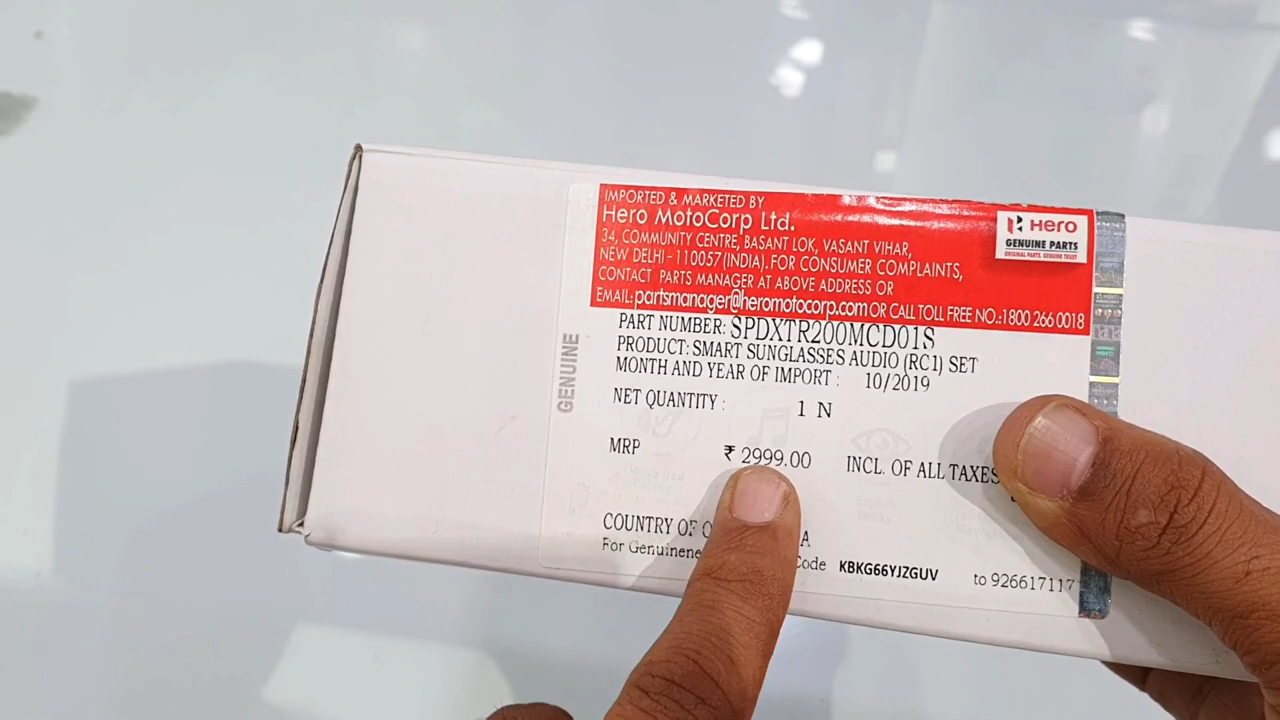 IMPORTED & MARKETED BY
Hero MotoCorp Ltd.
34, COMMUNITY CENTRE, BASANT LOK, VASANT VIHAR,
NEW DELHI - 110057 (INDIA). FOR CONSUMER COMPLAINTS,
CONTACT PARTS MANAGER AT ABOVE ADDRESS OR
EMAIL: partsmanager@heromotocorp.com OR CALL TOLL FREE NO.:1800 266 0018
Hero
GENUINE PARTS
ORIGINAL PARTS. GENUINE TRUST
GENUINE
PART NUMBER: SPDXTR200MCD01S
PRODUCT: SMART SUNGLASSES AUDIO (RC1) SET
MONTH AND YEAR OF IMPORT : 10/2019
NET QUANTITY : 1 N
MRP ₹ 2999.00 INCL. OF ALL TAXES
COUNTRY OF
For Code KBKG66YJZGUV to 926617117